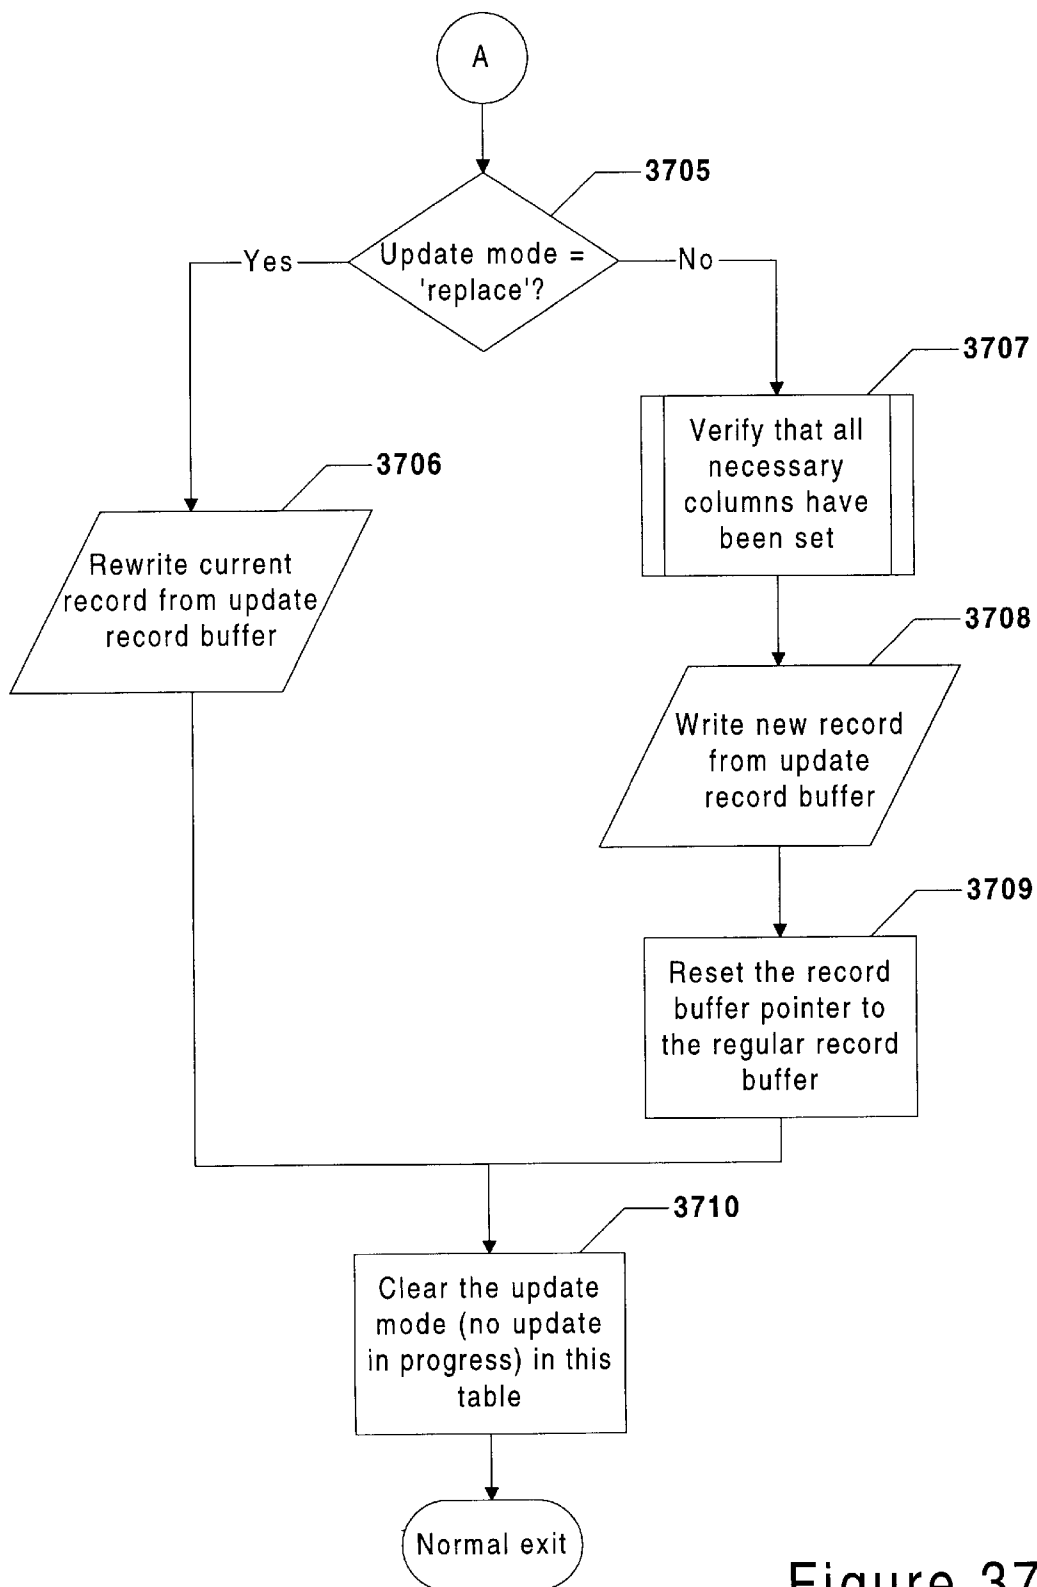 A
3705
Update mode =
'replace'?
Yes
No
3707
Verify that all
necessary
columns have
been set
3706
Rewrite current
record from update
record buffer
3708
Write new record
from update
record buffer
3709
Reset the record
buffer pointer to
the regular record
buffer
3710
Clear the update
mode (no update
in progress) in this
table
Normal exit
Figure 37